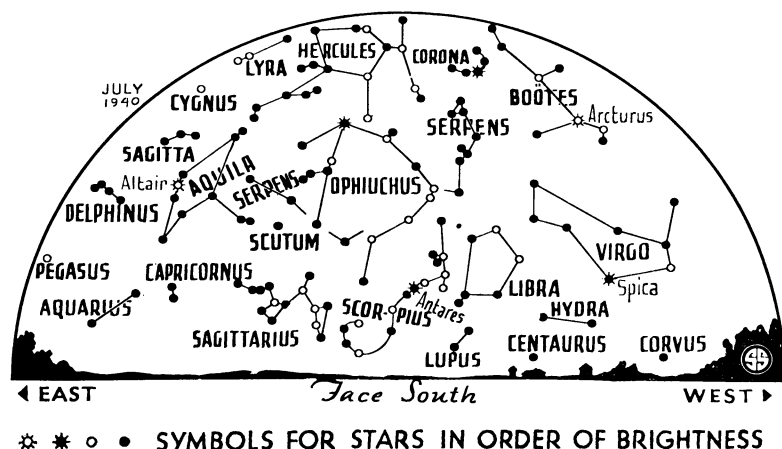 HERCULES
CORONA
LYRA
JULY
1940
CYGNUS
BOÖTES
Arcturus
SERPENS
SAGITTA
Altair
AQUILA
SERPENS
OPHIUCHUS
DELPHINUS
SCUTUM
VIRGO
PEGASUS
CAPRICORNUS
AQUARIUS
LIBRA
Spica
SCORPIUS
Antares
HYDRA
SAGITTARIUS
LUPUS
CENTAURUS
CORVUS
SS
EAST
Face South
WEST
SYMBOLS FOR STARS IN ORDER OF BRIGHTNESS